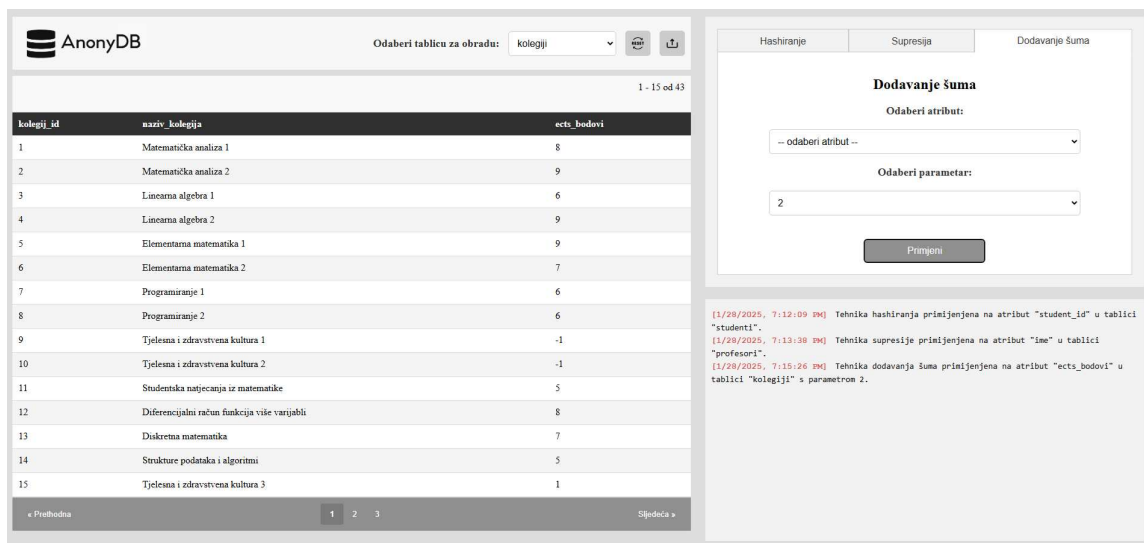 AnonyDB
Odaberi tablicu za obradu: kolegiji RESET
1 - 15 od 43
kolegij_id naziv_kolegija ects_bodovi
1 Matematička analiza 1 8
2 Matematička analiza 2 9
3 Linearna algebra 1 6
4 Linearna algebra 2 9
5 Elementarna matematika 1 9
6 Elementarna matematika 2 7
7 Programiranje 1 6
8 Programiranje 2 6
9 Tjelesna i zdravstvena kultura 1 -1
10 Tjelesna i zdravstvena kultura 2 -1
11 Studentska natjecanja iz matematike 5
12 Diferencijalni račun funkcija više varijabli 8
13 Diskretna matematika 7
14 Strukture podataka i algoritmi 5
15 Tjelesna i zdravstvena kultura 3 1
« Prethodna 1 2 3 Sljedeća »
Hashiranje Supresija Dodavanje šuma
Dodavanje šuma
Odaberi atribut:
-- odaberi atribut --
Odaberi parametar:
2
Primjeni
[1/28/2025, 7:12:09 PM] Tehnika hashiranja primijenjena na atribut "student_id" u tablici
"studenti".
[1/28/2025, 7:13:38 PM] Tehnika supresije primijenjena na atribut "ime" u tablici
"profesori".
[1/28/2025, 7:15:26 PM] Tehnika dodavanja šuma primijenjena na atribut "ects_bodovi" u
tablici "kolegiji" s parametrom 2.